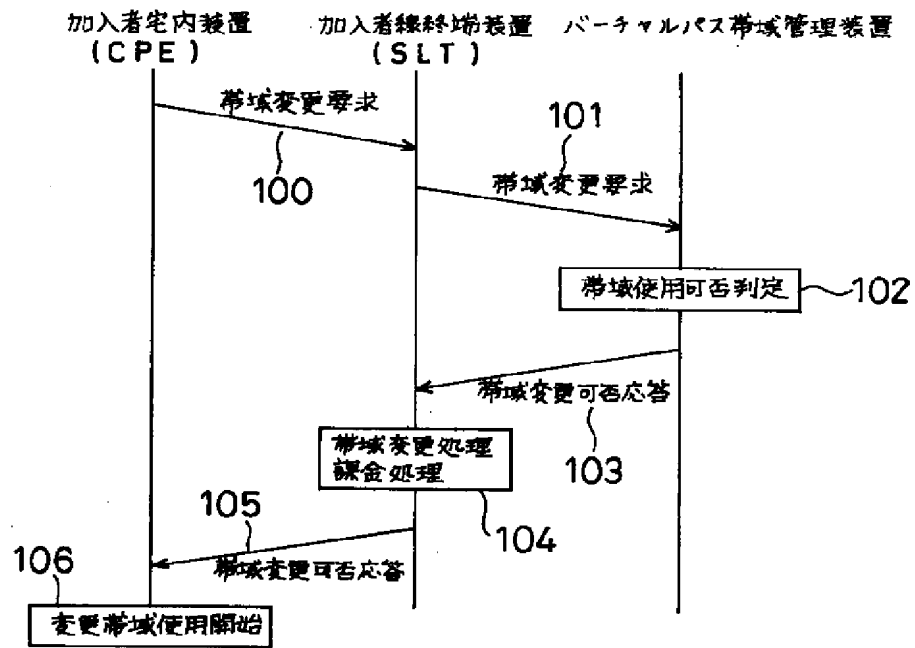 加入者宅内装置
(CPE)
加入者線終端装置
(SLT)
バーチャルパス帯域管理装置
帯域変更要求
100
101
帯域変更要求
帯域使用可否判定
102
帯域変更可否応答
103
帯域変更処理
課金処理
104
105
帯域変更可否応答
106
変更帯域使用開始